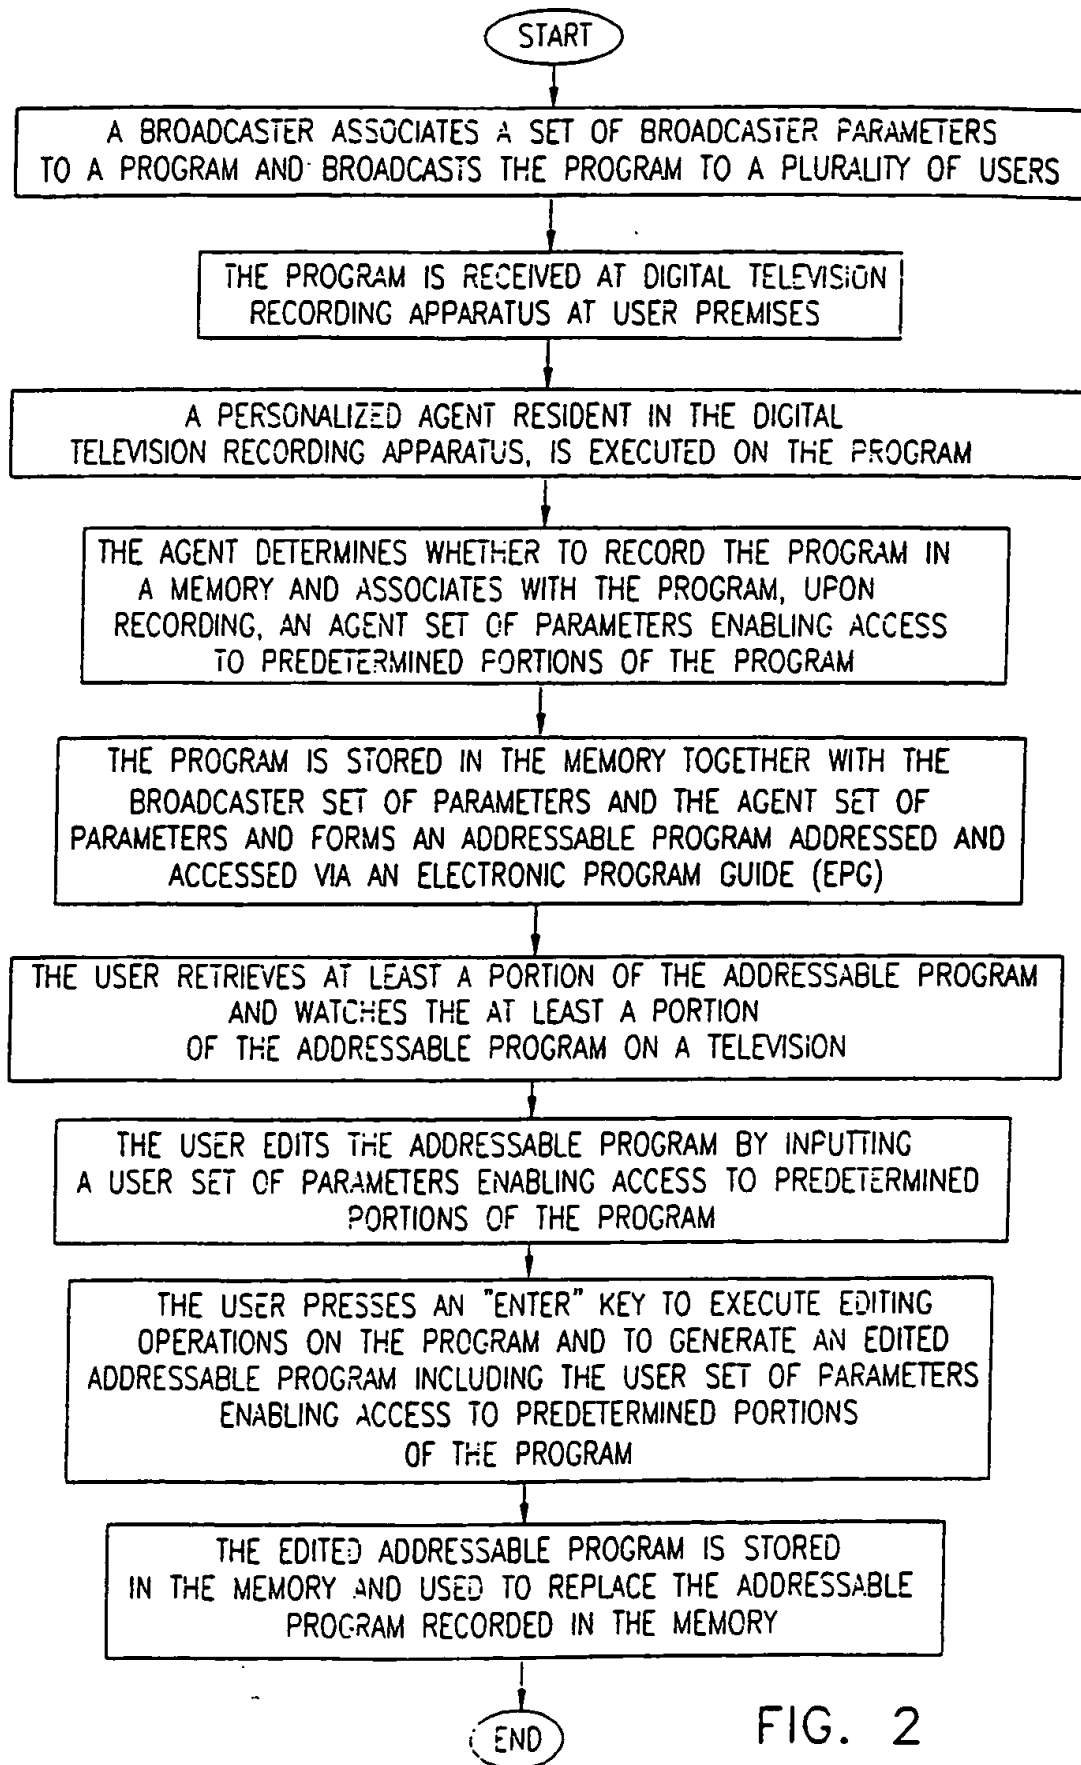 START
A BROADCASTER ASSOCIATES A SET OF BROADCASTER PARAMETERS
TO A PROGRAM AND BROADCASTS THE PROGRAM TO A PLURALITY OF USERS
THE PROGRAM IS RECEIVED AT DIGITAL TELEVISION
RECORDING APPARATUS AT USER PREMISES
A PERSONALIZED AGENT RESIDENT IN THE DIGITAL
TELEVISION RECORDING APPARATUS, IS EXECUTED ON THE PROGRAM
THE AGENT DETERMINES WHETHER TO RECORD THE PROGRAM IN
A MEMORY AND ASSOCIATES WITH THE PROGRAM, UPON
RECORDING, AN AGENT SET OF PARAMETERS ENABLING ACCESS
TO PREDETERMINED PORTIONS OF THE PROGRAM
THE PROGRAM IS STORED IN THE MEMORY TOGETHER WITH THE
BROADCASTER SET OF PARAMETERS AND THE AGENT SET OF
PARAMETERS AND FORMS AN ADDRESSABLE PROGRAM ADDRESSED AND
ACCESSED VIA AN ELECTRONIC PROGRAM GUIDE (EPG)
THE USER RETRIEVES AT LEAST A PORTION OF THE ADDRESSABLE PROGRAM
AND WATCHES THE AT LEAST A PORTION
OF THE ADDRESSABLE PROGRAM ON A TELEVISION
THE USER EDITS THE ADDRESSABLE PROGRAM BY INPUTTING
A USER SET OF PARAMETERS ENABLING ACCESS TO PREDETERMINED
PORTIONS OF THE PROGRAM
THE USER PRESSES AN "ENTER" KEY TO EXECUTE EDITING
OPERATIONS ON THE PROGRAM AND TO GENERATE AN EDITED
ADDRESSABLE PROGRAM INCLUDING THE USER SET OF PARAMETERS
ENABLING ACCESS TO PREDETERMINED PORTIONS
OF THE PROGRAM
THE EDITED ADDRESSABLE PROGRAM IS STORED
IN THE MEMORY AND USED TO REPLACE THE ADDRESSABLE
PROGRAM RECORDED IN THE MEMORY
END
FIG. 2